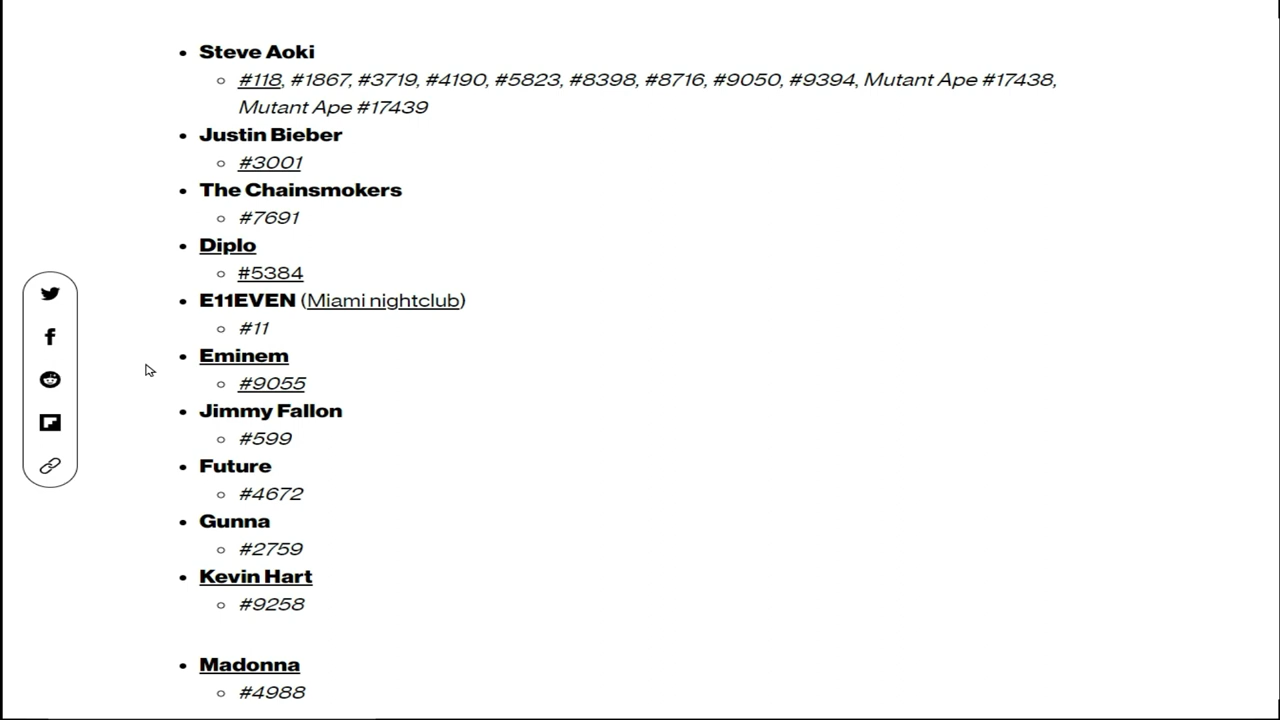 Steve Aoki
#118, #1867, #3719, #4190, #5823, #8398, #8716, #9050, #9394, Mutant Ape #17438,
Mutant Ape #17439
Justin Bieber
#3001
The Chainsmokers
#7691
Diplo
#5384
E11EVEN (Miami nightclub)
#11
Eminem
#9055
Jimmy Fallon
#599
Future
#4672
Gunna
#2759
Kevin Hart
#9258
Madonna
#4988